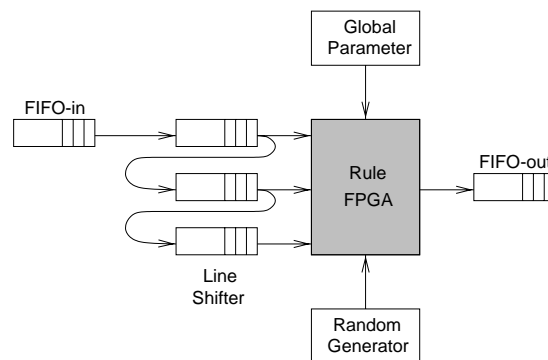 Global
Parameter
FIFO-in
Rule
FPGA
FIFO-out
Line
Shifter
Random
Generator